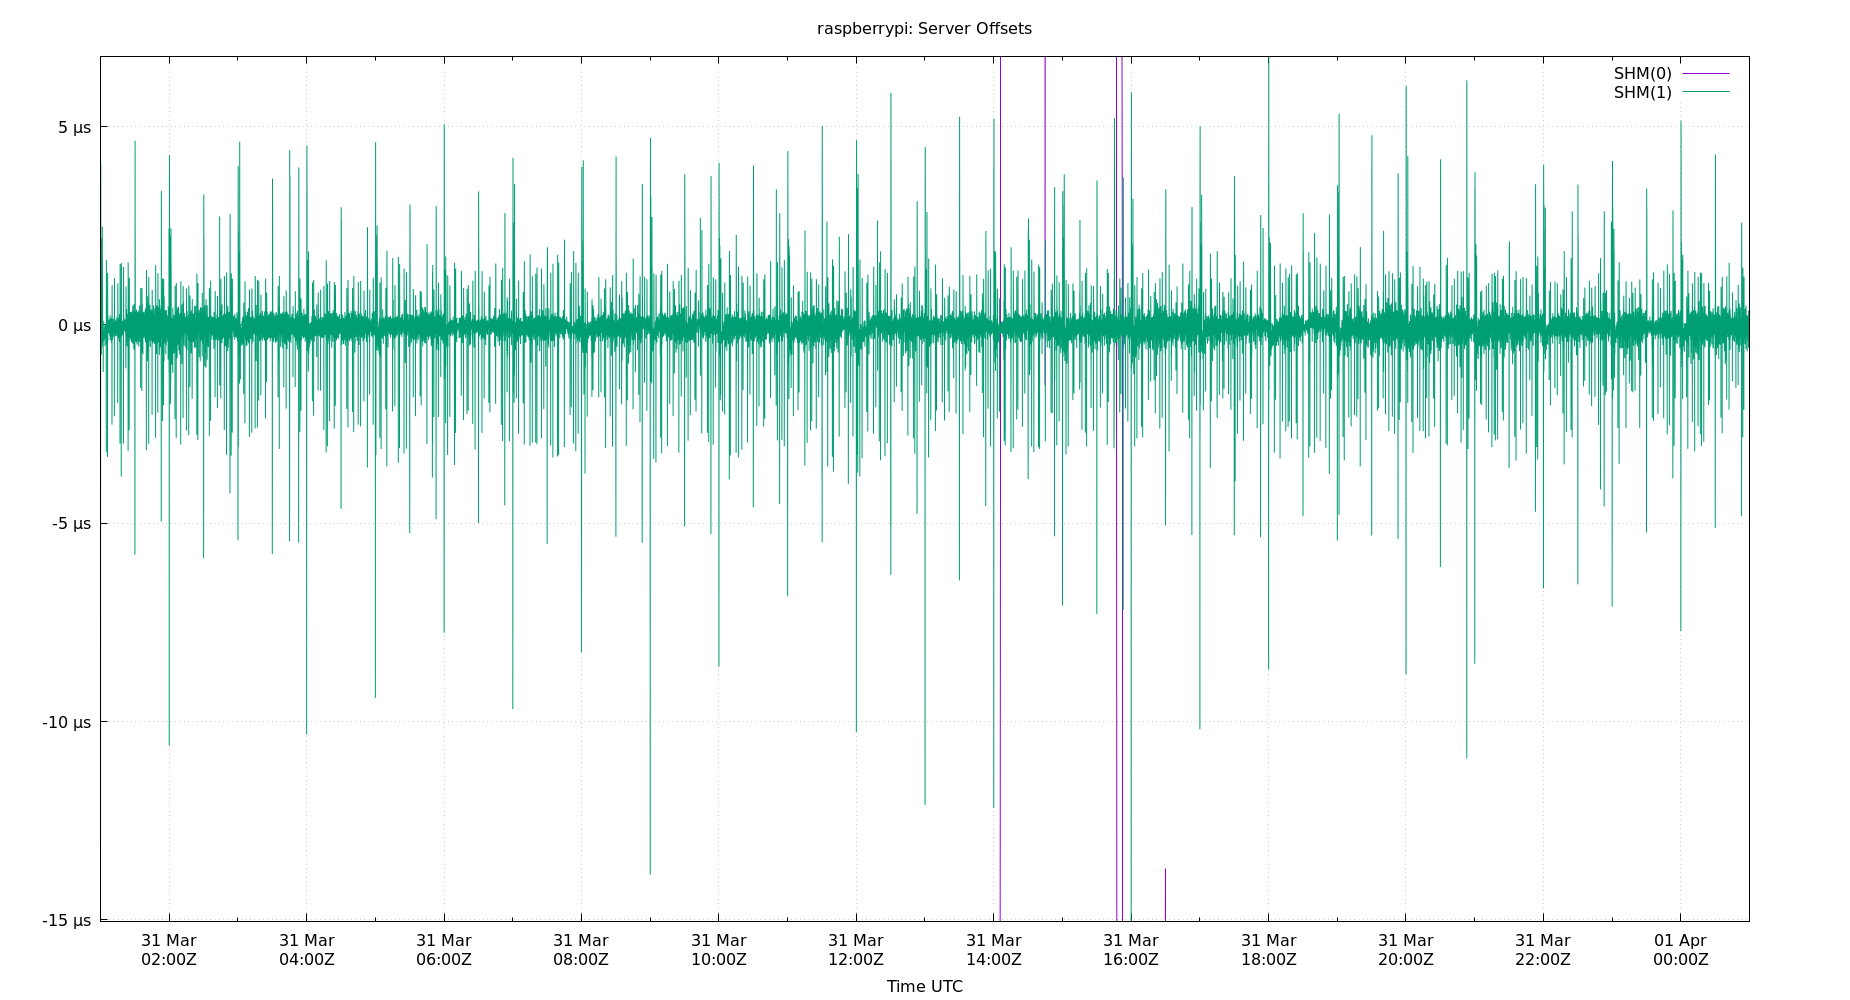 raspberrypi: Server Offsets
SHM(0)
SHM(1)
5 µs
0 µs
-5 µs
-10 µs
-15 µs
31 Mar 31 Mar 31 Mar 31 Mar 31 Mar 31 Mar 31 Mar 31 Mar 31 Mar 31 Mar 31 Mar 01 Apr
02:00Z 04:00Z 06:00Z 08:00Z 10:00Z 12:00Z 14:00Z 16:00Z 18:00Z 20:00Z 22:00Z 00:00Z
Time UTC